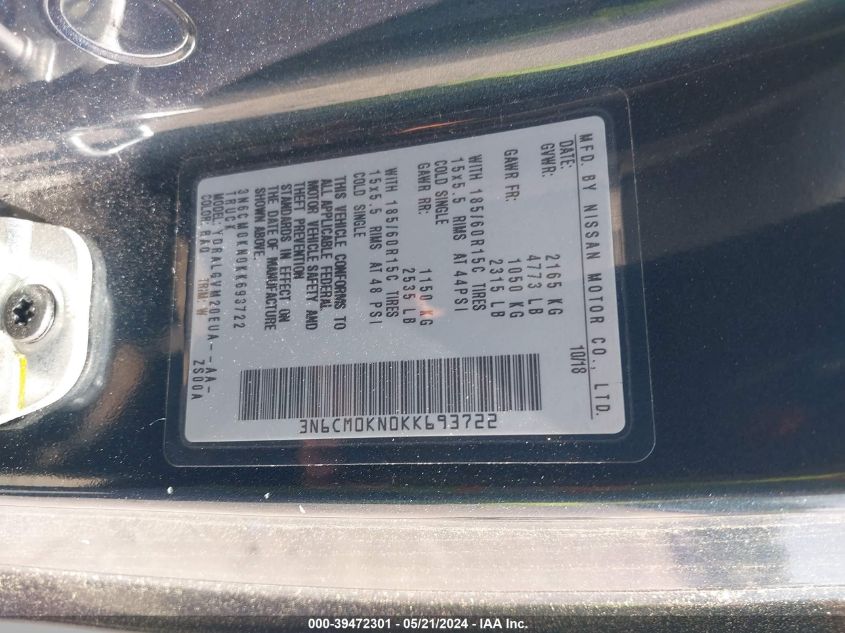 MFD. BY NISSAN MOTOR CO., LTD.
DATE: 10/18
GVWR: 2165 KG
4773 LB
GAWR FR: 1050 KG
2315 LB
WITH 185/60R15C TIRES
15x5.5 RIMS AT 44PSI
COLD SINGLE
GAWR RR: 1150 KG
2535 LB
WITH 185/60R15C TIRES
15x5.5 RIMS AT 48 PSI
COLD SINGLE
THIS VEHICLE CONFORMS TO
ALL APPLICABLE FEDERAL
MOTOR VEHICLE SAFETY AND
THEFT PREVENTION
STANDARDS IN EFFECT ON
THE DATE OF MANUFACTURE
SHOWN ABOVE.
3N6CM0KN0KK693722
TRUCK
MODEL: YDRALGVM20EUA--AA-
COLOR: RAQ TRIM: W ZS00A
3N6CM0KN0KK693722
000-39472301 - 05/21/2024 - IAA Inc.